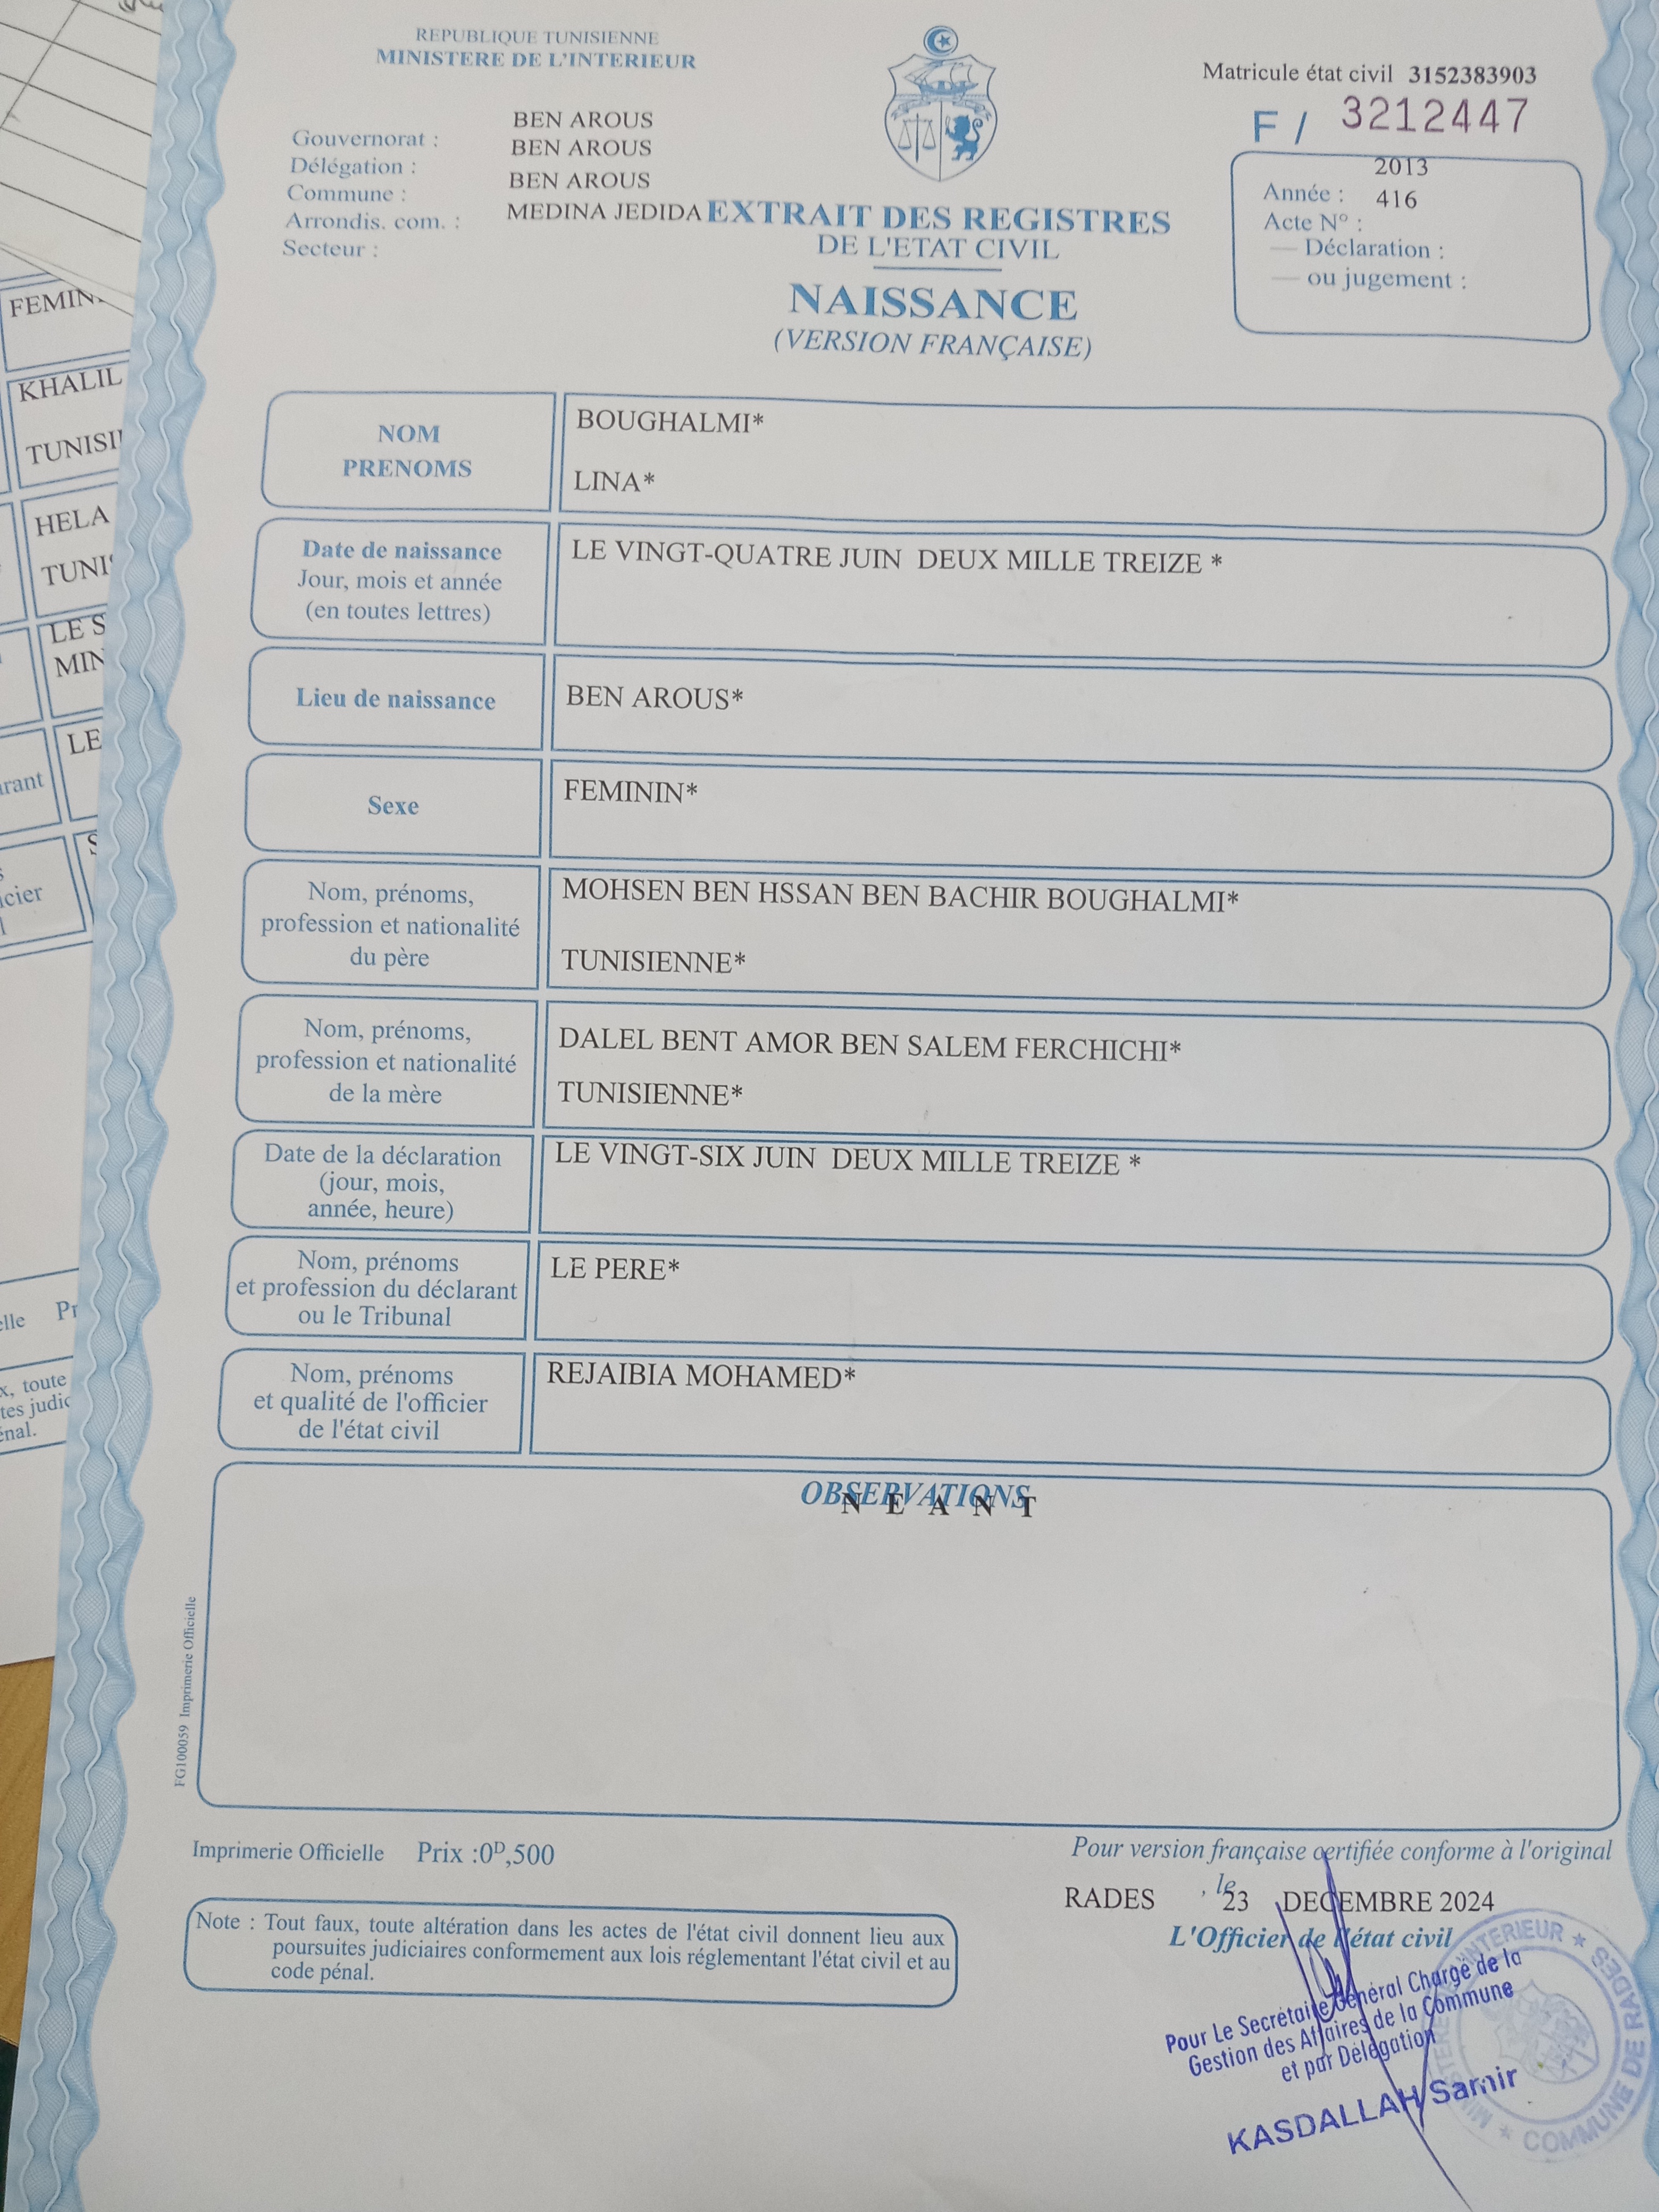 REPUBLIQUE TUNISIENNE
MINISTERE DE L'INTERIEUR
Matricule état civil 3152383903
F / 3212447
Gouvernorat : BEN AROUS
Délégation : BEN AROUS
Commune : BEN AROUS
Arrondis. com. : MEDINA JEDIDA
Secteur :
2013
Année : 416
Acte N° :
— Déclaration :
— ou jugement :
EXTRAIT DES REGISTRES
DE L'ETAT CIVIL
NAISSANCE
(VERSION FRANÇAISE)
NOM
PRENOMS
BOUGHALMI*
LINA*
Date de naissance
Jour, mois et année
(en toutes lettres)
LE VINGT-QUATRE JUIN DEUX MILLE TREIZE *
Lieu de naissance
BEN AROUS*
Sexe
FEMININ*
Nom, prénoms,
profession et nationalité
du père
MOHSEN BEN HSSAN BEN BACHIR BOUGHALMI*
TUNISIENNE*
Nom, prénoms,
profession et nationalité
de la mère
DALEL BENT AMOR BEN SALEM FERCHICHI*
TUNISIENNE*
Date de la déclaration
(jour, mois,
année, heure)
LE VINGT-SIX JUIN DEUX MILLE TREIZE *
Nom, prénoms
et profession du déclarant
ou le Tribunal
LE PERE*
Nom, prénoms
et qualité de l'officier
de l'état civil
REJAIBIA MOHAMED*
OBSERVATIONS
N E A N T
FG100059 Imprimerie Officielle
Imprimerie Officielle Prix :0D,500
Note : Tout faux, toute altération dans les actes de l'état civil donnent lieu aux
poursuites judiciaires conformement aux lois réglementant l'état civil et au
code pénal.
Pour version française certifiée conforme à l'original
RADES , le 23 DECEMBRE 2024
L'Officier de l'état civil
Pour Le Secrétaire Général Chargé de la
Gestion des Affaires de la Commune
et par Délégation
KASDALLAH Samir
COMMUNE DE RADES
KHALIL
HELA
LE S
MIN
LE